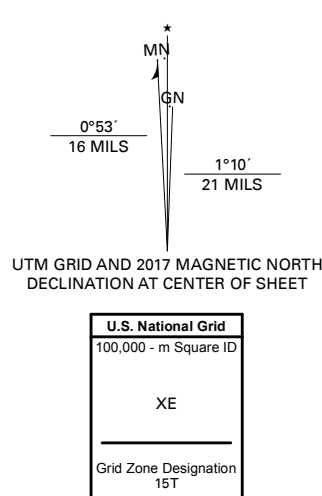 ★
MN
GN
0°53´
16 MILS
1°10´
21 MILS
UTM GRID AND 2017 MAGNETIC NORTH
DECLINATION AT CENTER OF SHEET
U.S. National Grid
100,000 - m Square ID
XE
Grid Zone Designation
15T